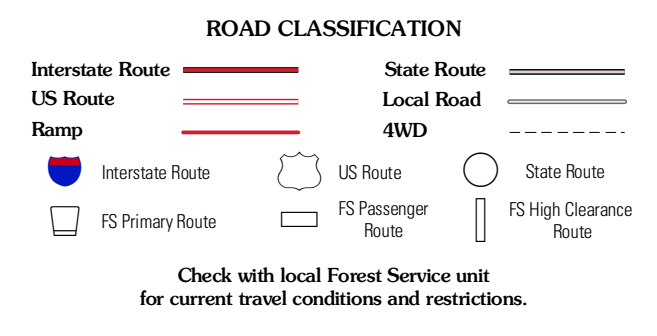 ROAD CLASSIFICATION
Interstate Route
State Route
US Route
Local Road
Ramp
4WD
Interstate Route
US Route
State Route
FS Primary Route
FS Passenger
Route
FS High Clearance
Route
Check with local Forest Service unit
for current travel conditions and restrictions.